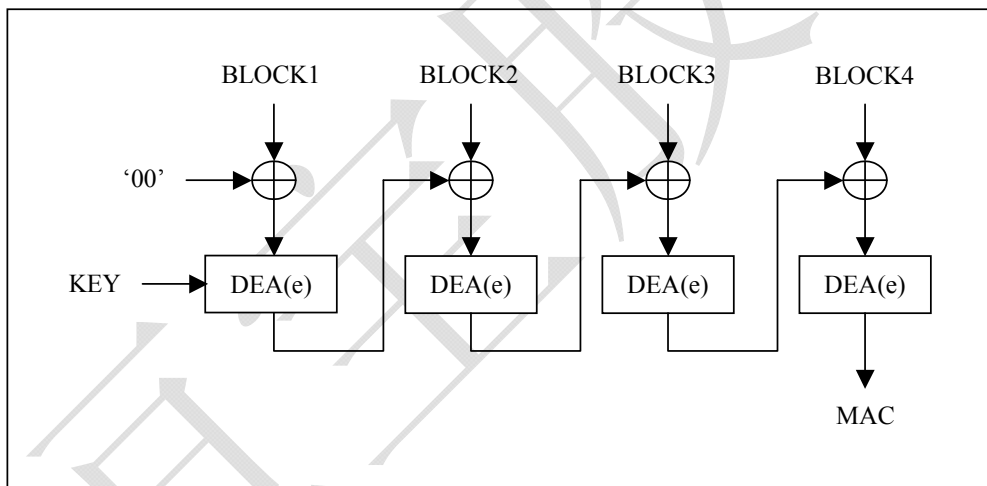 BLOCK1 BLOCK2 BLOCK3 BLOCK4
‘00’
KEY DEA(e) DEA(e) DEA(e) DEA(e)
MAC